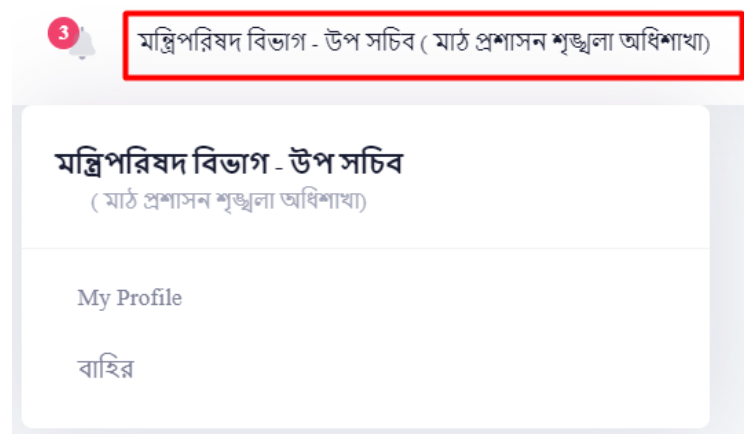 3
মন্ত্রিপরিষদ বিভাগ - উপ সচিব ( মাঠ প্রশাসন শৃঙ্খলা অধিশাখা)
মন্ত্রিপরিষদ বিভাগ - উপ সচিব
( মাঠ প্রশাসন শৃঙ্খলা অধিশাখা)
My Profile
বাহির